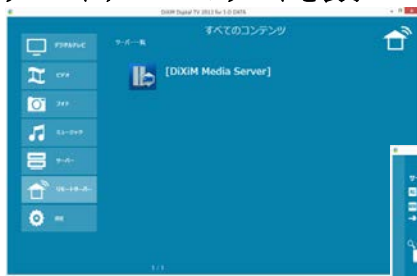 DiXiM Digital TV 2013 for I-O DATA
すべてのコンテンツ
デジタルテレビ
サーバー一覧
[DiXiM Media Server]
ビデオ
フォト
ミュージック
サーバー
リモートサーバー
設定
1/1